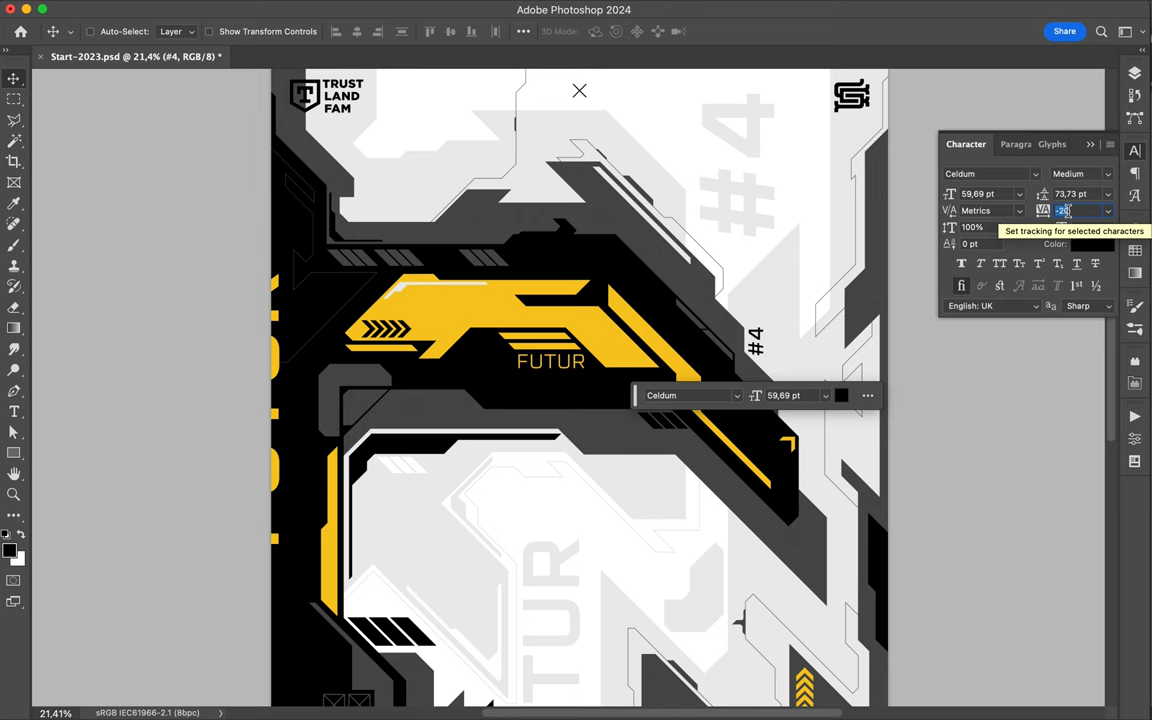 Adobe Photoshop 2024
Auto-Select:
Layer
Show Transform Controls
3D Mode:
Share
Start-2023.psd @ 21,4% (#4, RGB/8) *
TRUST
LAND
FAM
#4
Character
Paragra
Glyphs
Celdum
Medium
59,69 pt
73,73 pt
Metrics
-20
100%
Set tracking for selected characters
0 pt
Color:
English: UK
Sharp
#4
FUTUR
Celdum
59,69 pt
TUR
21,41%
sRGB IEC61966-2.1 (8bpc)